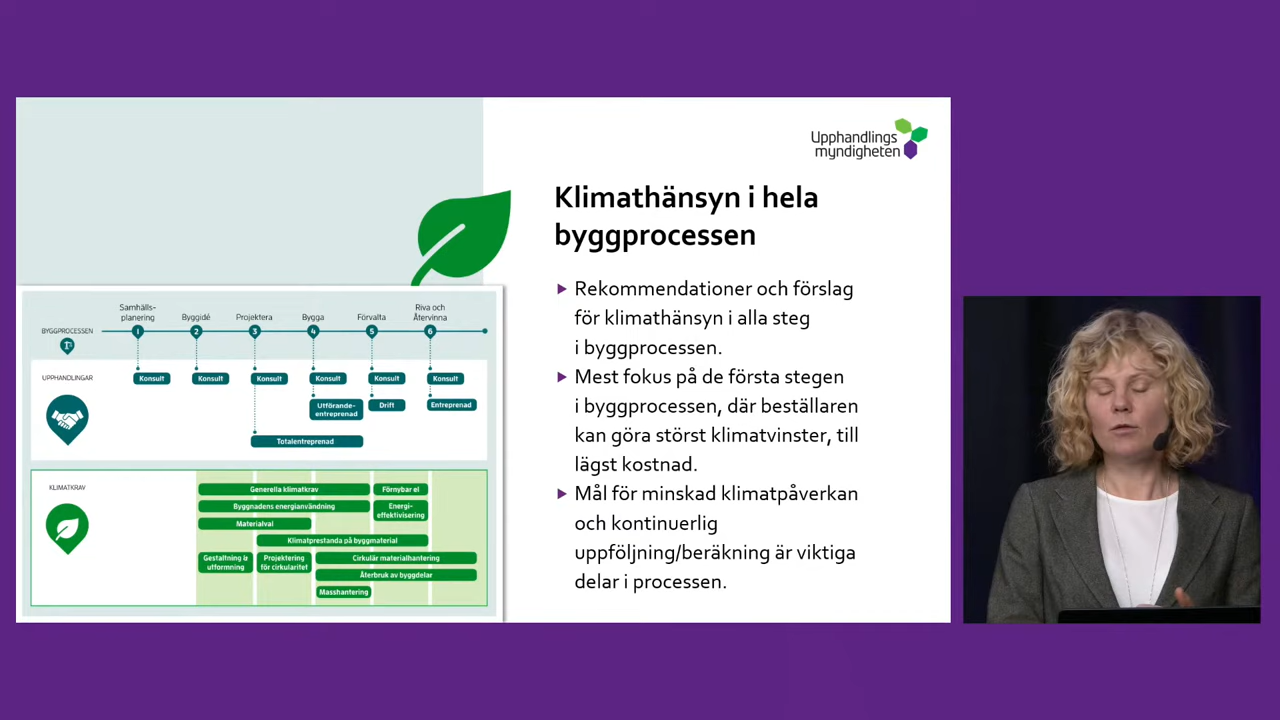 Upphandlings
myndigheten
Klimathänsyn i hela
byggprocessen
Rekommendationer och förslag
för klimathänsyn i alla steg
i byggprocessen.
Mest fokus på de första stegen
i byggprocessen, där beställaren
kan göra störst klimatvinster, till
lägst kostnad.
Mål för minskad klimatpåverkan
och kontinuerlig
uppföljning/beräkning är viktiga
delar i processen.
Samhälls-
planering
Byggidé
Projektera
Bygga
Förvalta
Riva och
Återvinna
BYGGPROCESSEN
1
2
3
4
5
6
UPPHANDLINGAR
Konsult
Konsult
Konsult
Konsult
Konsult
Konsult
Utförande-
entreprenad
Drift
Entreprenad
Totalentreprenad
KLIMATKRAV
Generella klimatkrav
Förnybar el
Byggnadens energianvändning
Energi-
effektivisering
Materialval
Klimatprestanda på byggmaterial
Gestaltning &
utformning
Projektering
för cirkularitet
Cirkulär materialhantering
Återbruk av byggdelar
Masshantering